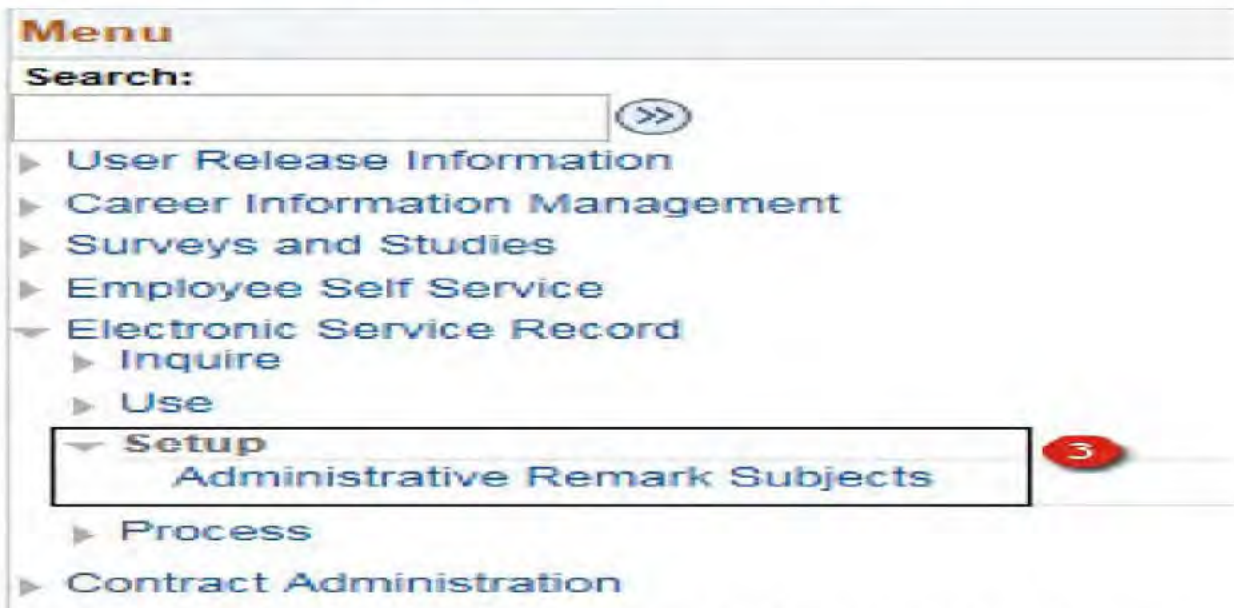 Menu
Search:
User Release Information
Career Information Management
Surveys and Studies
Employee Self Service
Electronic Service Record
Inquire
Use
Setup
3
Administrative Remark Subjects
Process
Contract Administration